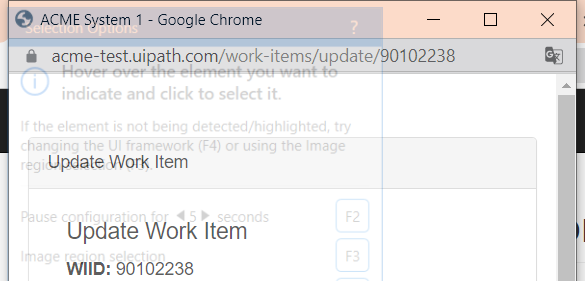 ACME System 1 - Google Chrome
Selection Options ?
acme-test.uipath.com/work-items/update/90102238
Hover over the element you want to
indicate and click to select it.
If the element is not being detected/highlighted, try
changing the UI framework (F4) or using the Image
region selection (F3).
Update Work Item
Pause configuration for 5 seconds F2
Update Work Item
Image region selection F3
WIID: 90102238